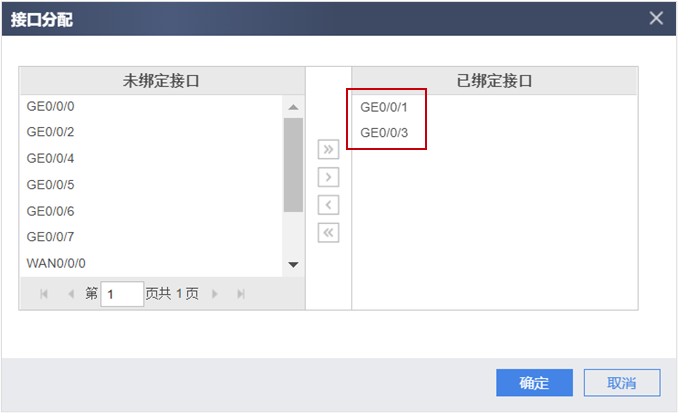 接口分配
未绑定接口
GE0/0/0
GE0/0/2
GE0/0/4
GE0/0/5
GE0/0/6
GE0/0/7
WAN0/0/0
第 1 页共 1 页
已绑定接口
GE0/0/1
GE0/0/3
确定 取消